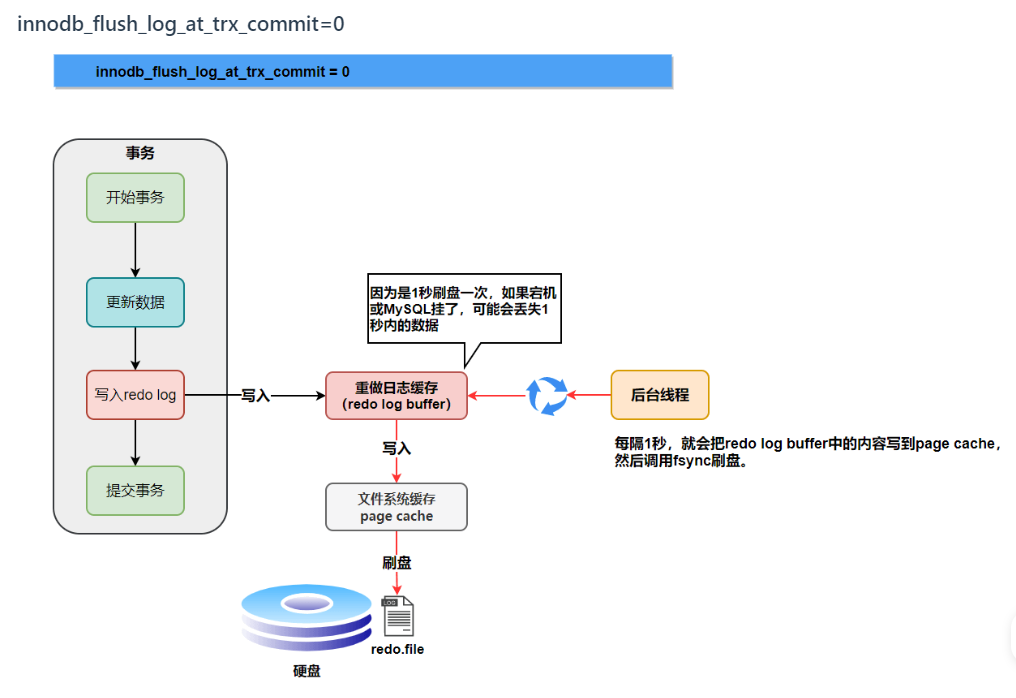 innodb_flush_log_at_trx_commit=0
innodb_flush_log_at_trx_commit = 0
事务
开始事务
更新数据
写入redo log
提交事务
写入
因为是1秒刷盘一次，如果宕机
或MySQL挂了，可能会丢失1
秒内的数据
重做日志缓存
(redo log buffer)
后台线程
每隔1秒，就会把redo log buffer中的内容写到page cache，
然后调用fsync刷盘。
写入
文件系统缓存
page cache
刷盘
LOG
redo.file
硬盘